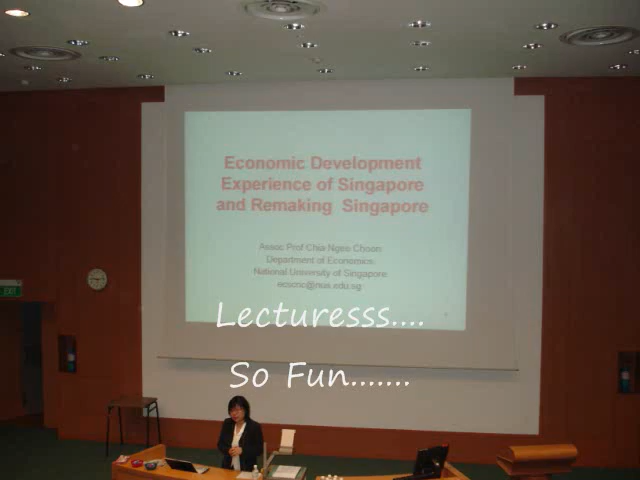 Economic Development
Experience of Singapore
and Remaking Singapore
Assoc Prof Chia Ngee Choon
Department of Economics
National University of Singapore
ecscnc@nus.edu.sg
EXIT
Lecturesss....
So Fun.......